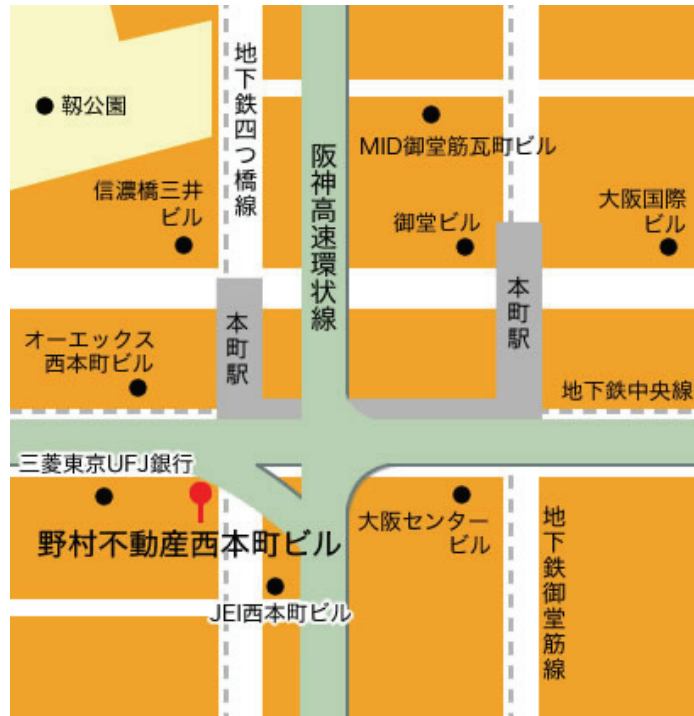 靱公園
地下鉄四つ橋線
阪神高速環状線
MID御堂筋瓦町ビル
信濃橋三井
ビル
御堂ビル
大阪国際
ビル
本町駅
本町駅
オーエックス
西本町ビル
地下鉄中央線
三菱東京UFJ銀行
野村不動産西本町ビル
大阪センター
ビル
地下鉄御堂筋線
JEI西本町ビル